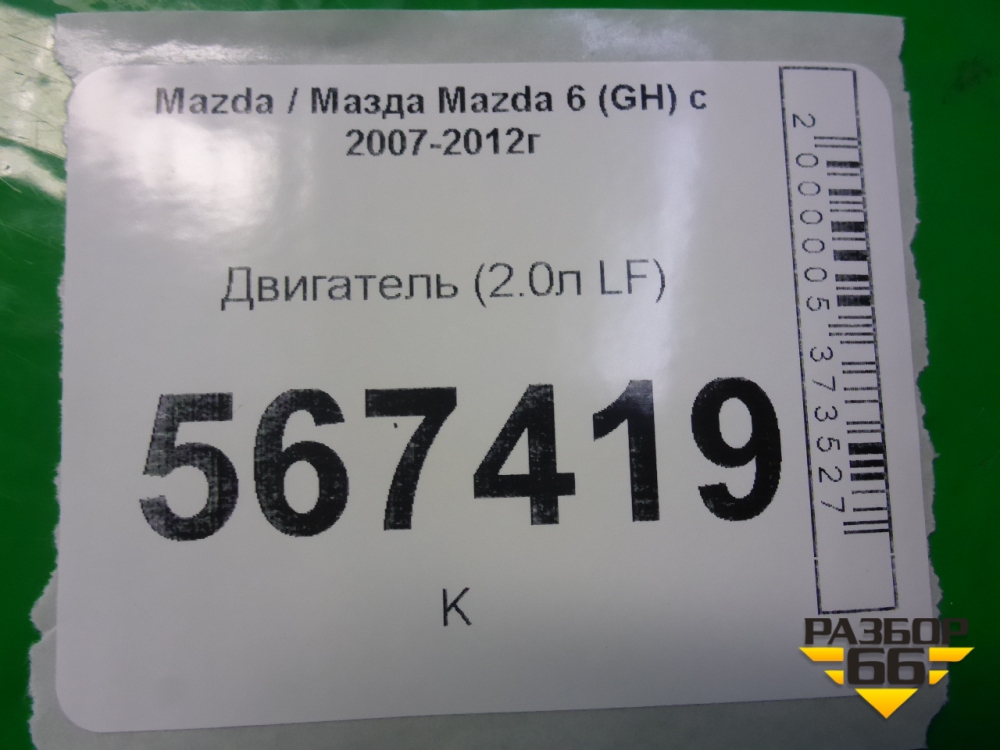 Mazda / Мазда Mazda 6 (GH) с
2007-2012г
Двигатель (2.0л LF)
567419
К
2000005373527
РАЗБОР
66